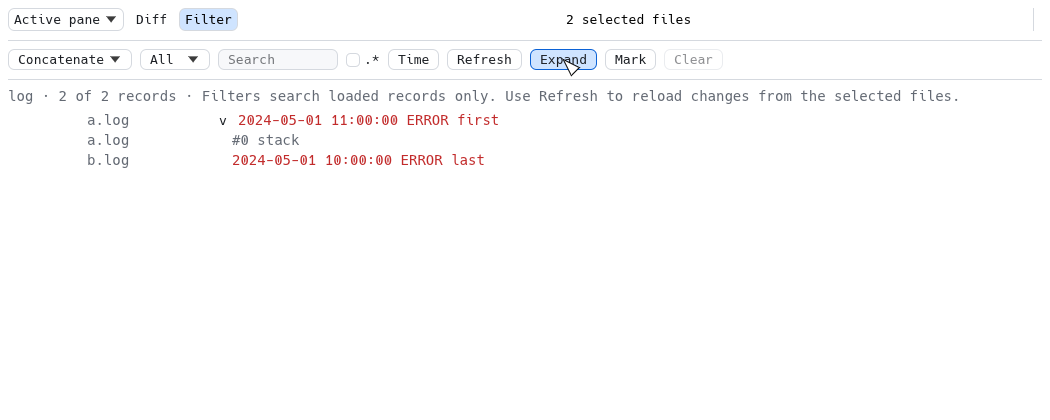 Active pane Diff Filter 2 selected files
Concatenate All Search .* Time Refresh Expand Mark Clear
log · 2 of 2 records · Filters search loaded records only. Use Refresh to reload changes from the selected files.
a.log v 2024-05-01 11:00:00 ERROR first
a.log #0 stack
b.log 2024-05-01 10:00:00 ERROR last